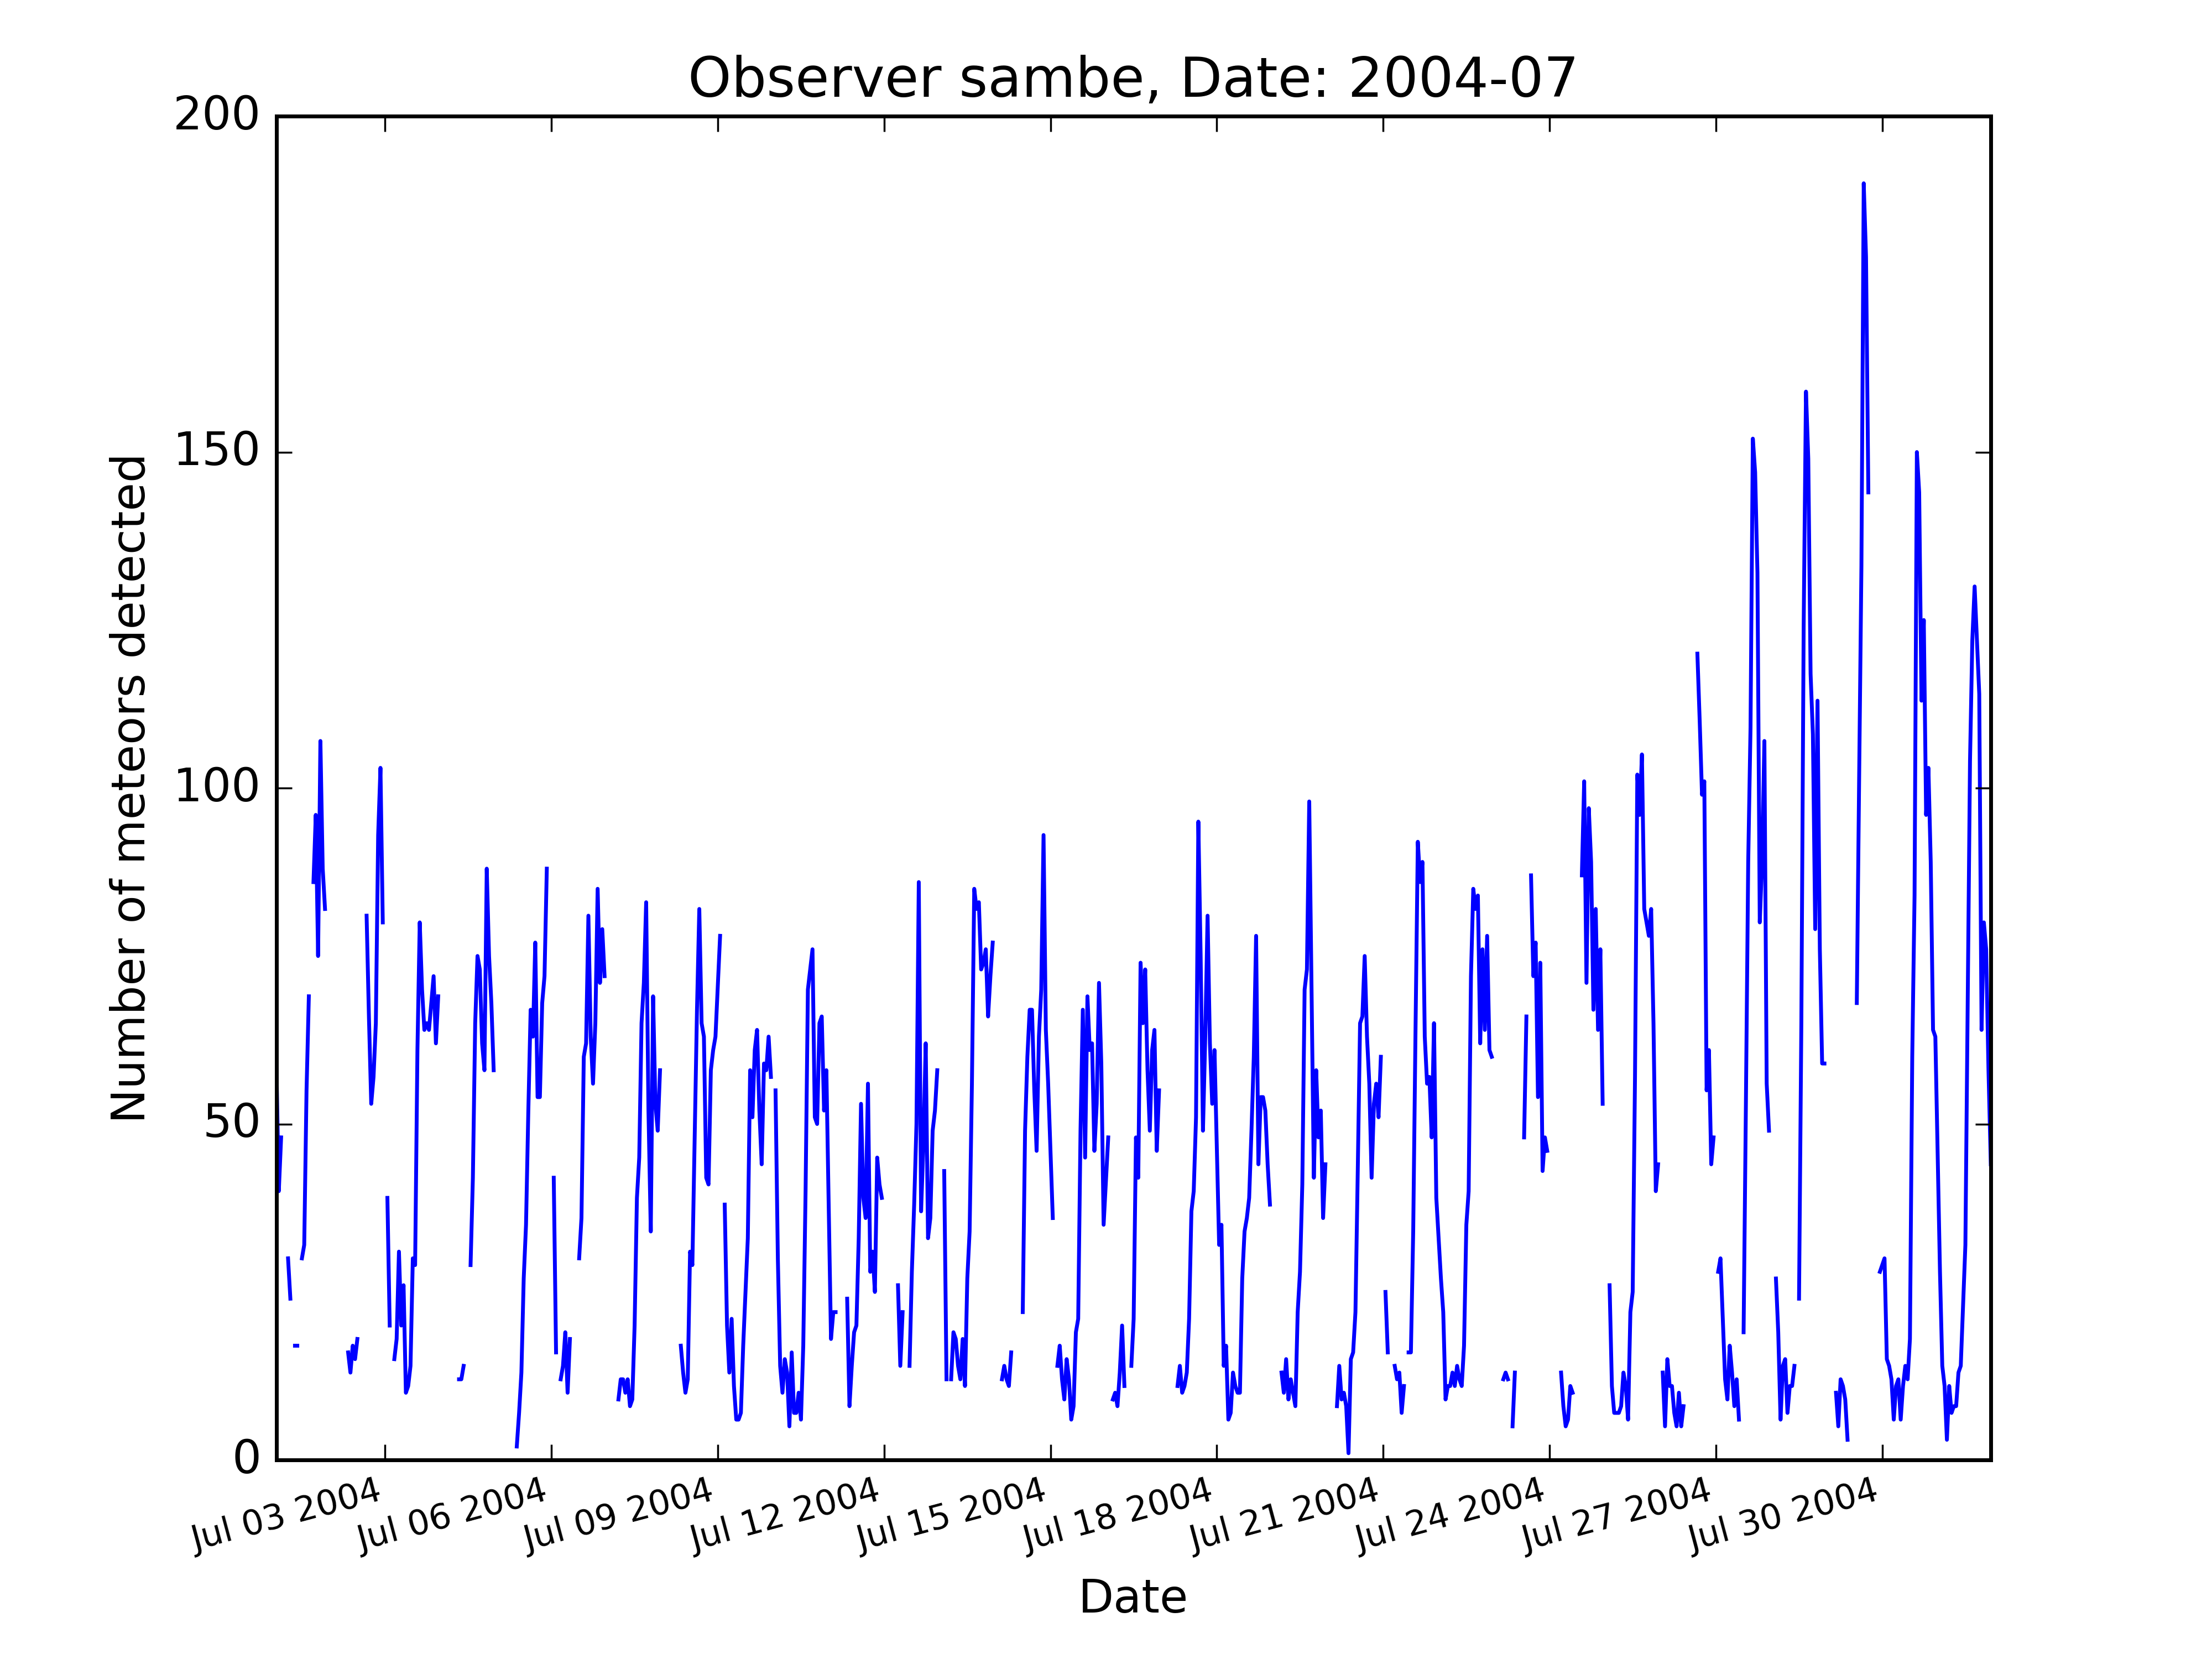 Observer sambe, Date: 2004-07
200
150
100
50
0
Number of meteors detected
Jul 03 2004
Jul 06 2004
Jul 09 2004
Jul 12 2004
Jul 15 2004
Jul 18 2004
Jul 21 2004
Jul 24 2004
Jul 27 2004
Jul 30 2004
Date